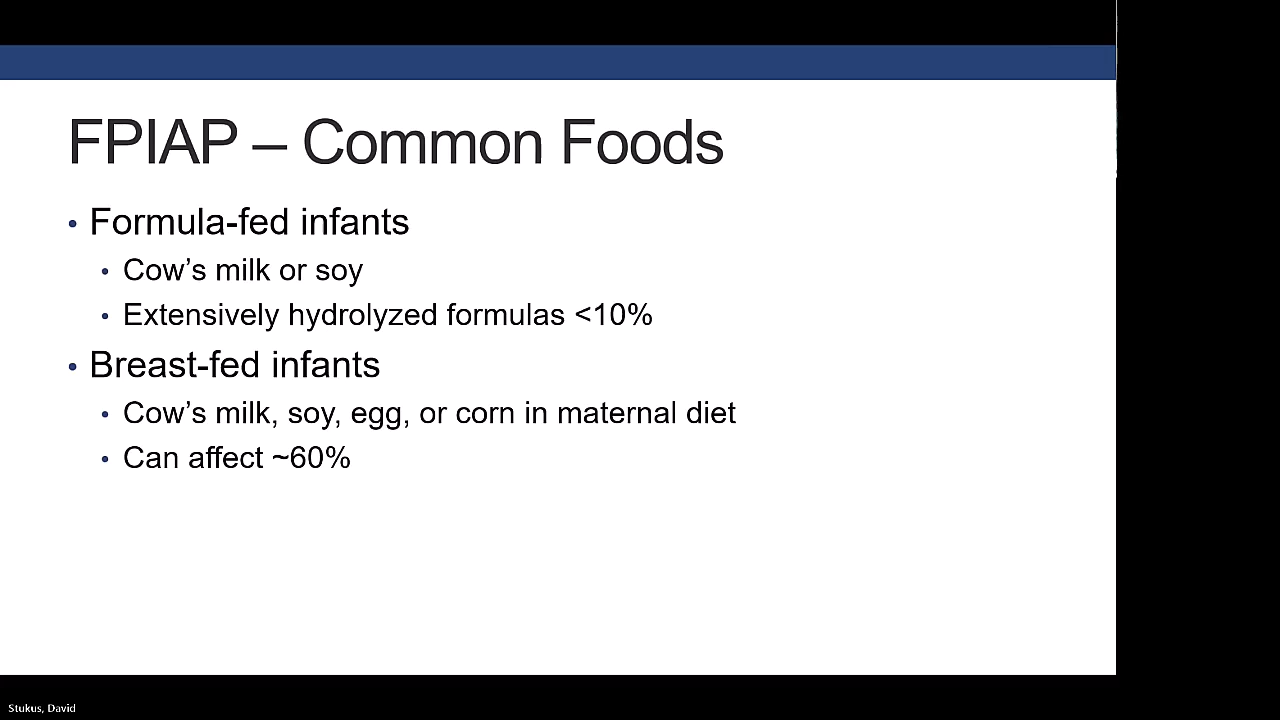 FPIAP – Common Foods
• Formula-fed infants
• Cow’s milk or soy
• Extensively hydrolyzed formulas <10%
• Breast-fed infants
• Cow’s milk, soy, egg, or corn in maternal diet
• Can affect ~60%
Stukus, David